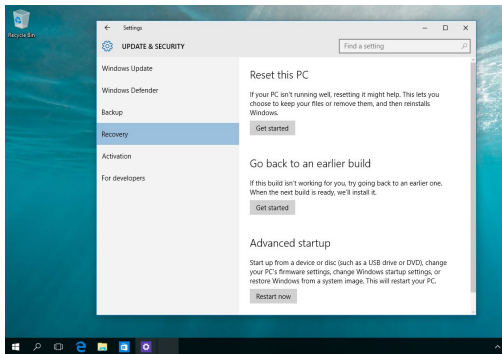 Recycle Bin
Settings
UPDATE & SECURITY
Find a setting
Windows Update
Windows Defender
Backup
Recovery
Activation
For developers
Reset this PC
If your PC isn't running well, resetting it might help. This lets you
choose to keep your files or remove them, and then reinstalls
Windows.
Get started
Go back to an earlier build
If this build isn't working for you, try going back to an earlier one.
When the next build is ready, we'll install it.
Get started
Advanced startup
Start up from a device or disc (such as a USB drive or DVD), change
your PC's firmware settings, change Windows startup settings, or
restore Windows from a system image. This will restart your PC.
Restart now